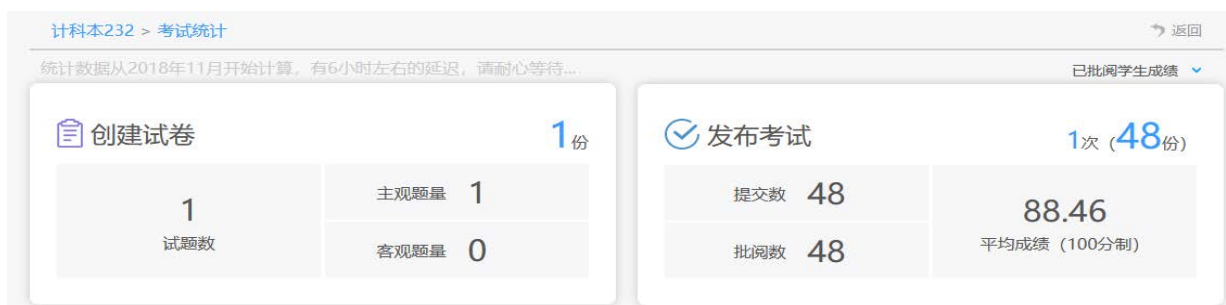 计科本232 > 考试统计
返回
统计数据从2018年11月开始计算，有6小时左右的延迟，请耐心等待...
已批阅学生成绩
创建试卷
1份
1
试题数
主观题量 1
客观题量 0
发布考试
1次（48份）
提交数 48
批阅数 48
88.46
平均成绩（100分制）